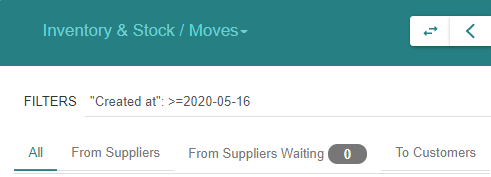 Inventory & Stock / Moves
FILTERS "Created at": >=2020-05-16
All From Suppliers From Suppliers Waiting 0 To Customers